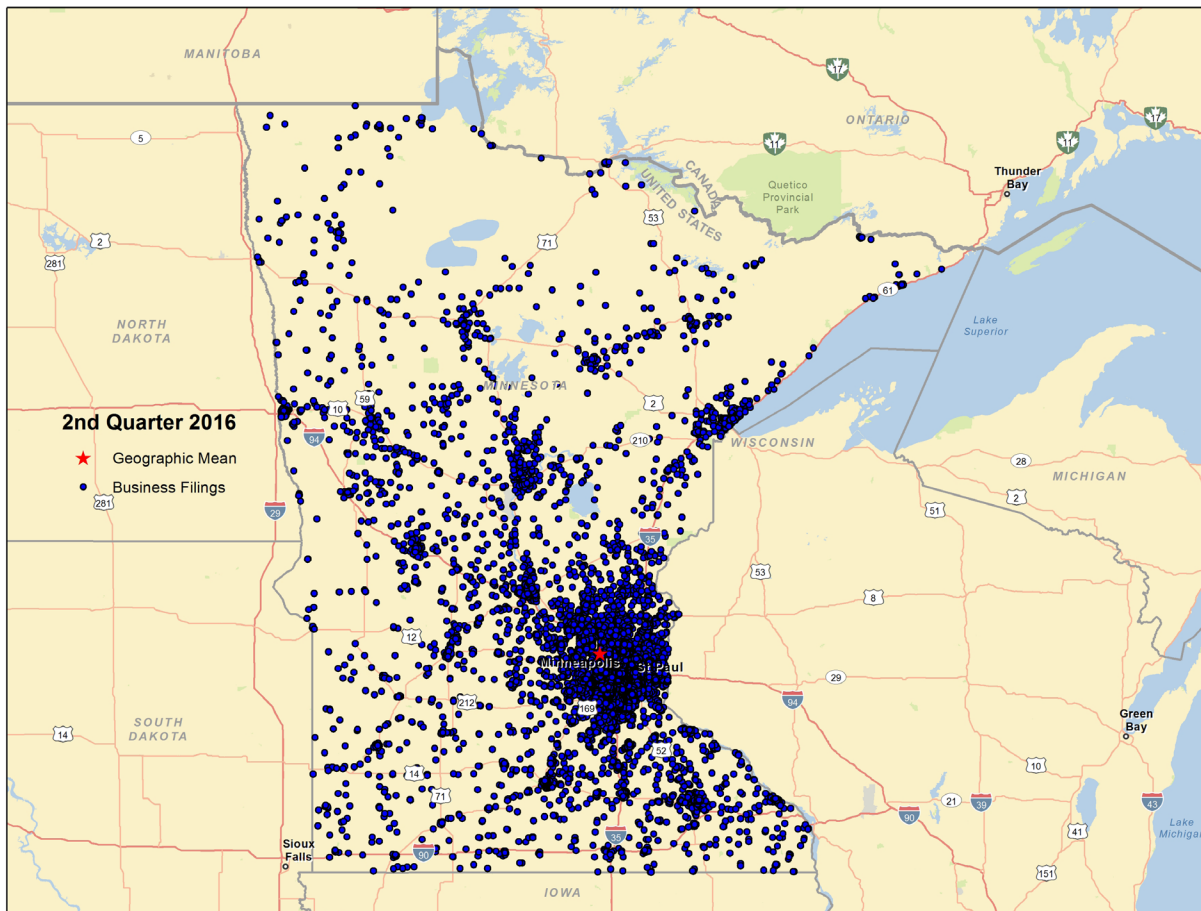 MANITOBA
17
5
ONTARIO
17
11
11
CANADA
UNITED STATES
Thunder
Bay
Quetico
Provincial
Park
53
2
71
281
61
NORTH
DAKOTA
Lake
Superior
MINNESOTA
59
10
2
2nd Quarter 2016
94
210
WISCONSIN
Geographic Mean
28
MICHIGAN
Business Filings
2
281
29
51
35
53
8
12
Minneapolis
St Paul
29
212
169
94
SOUTH
DAKOTA
14
Green
Bay
52
10
14
71
21
39
43
90
35
41
Lake
Michigan
Sioux
Falls
90
151
IOWA